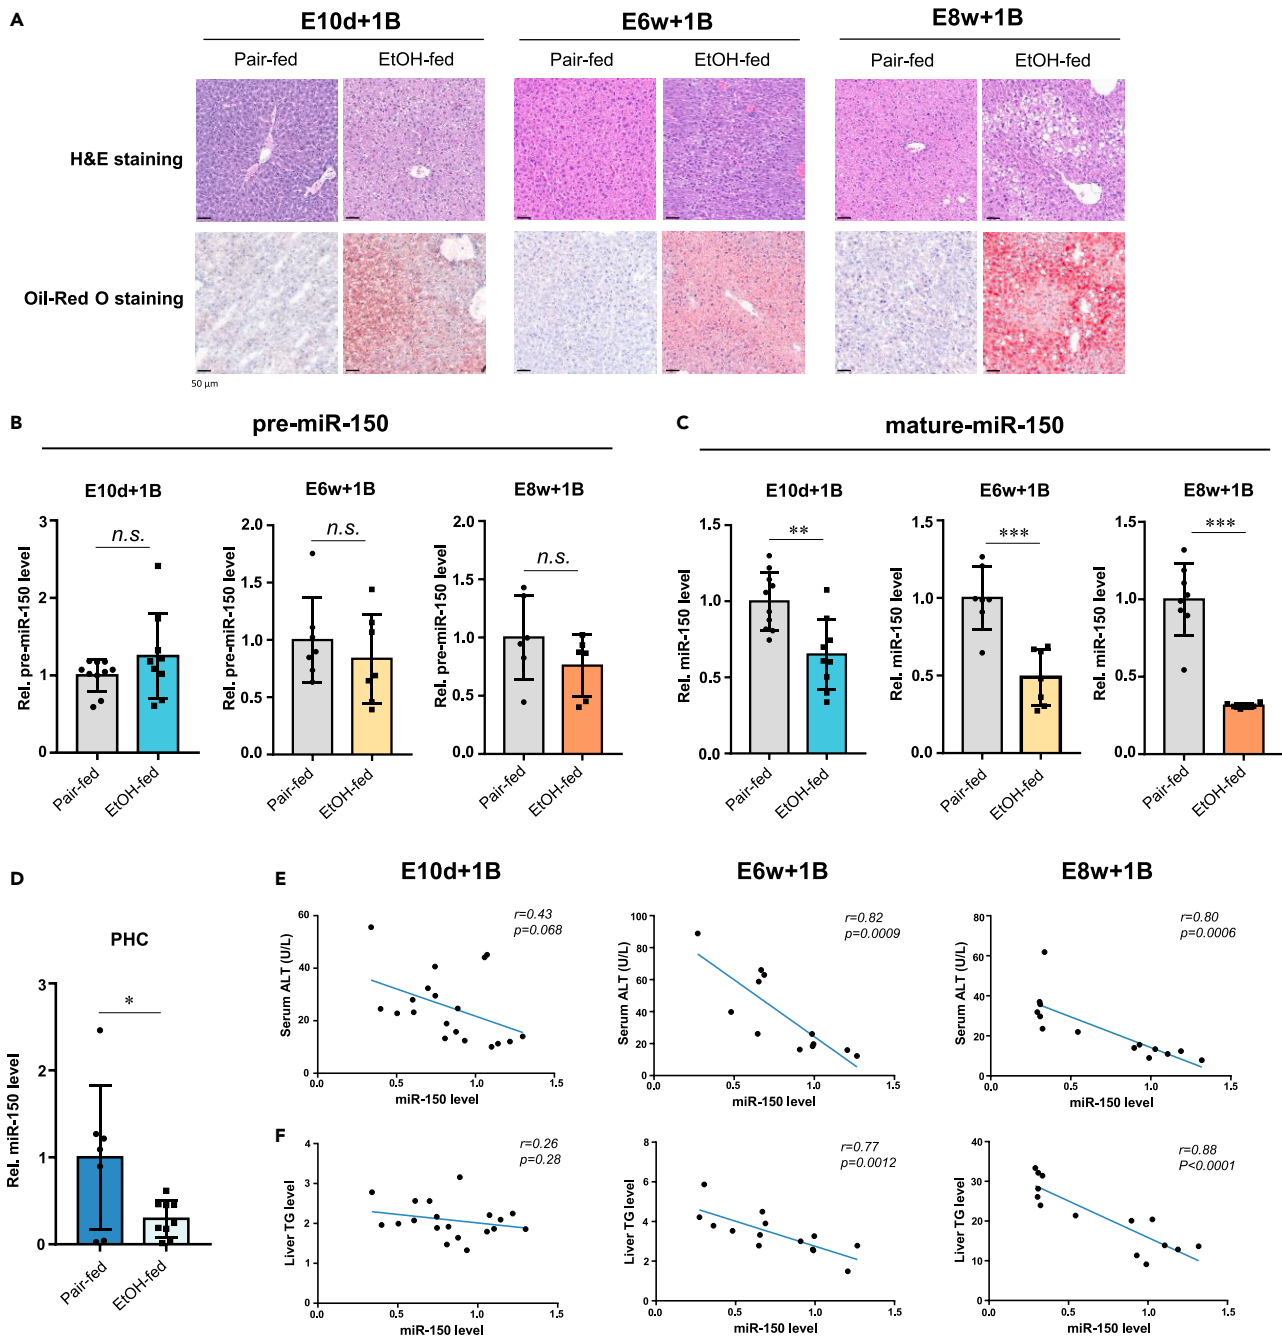 A
E10d+1B E6w+1B E8w+1B
Pair-fed EtOH-fed Pair-fed EtOH-fed Pair-fed EtOH-fed
H&E staining
Oil-Red O staining
50 μm
B
pre-miR-150
E10d+1B E6w+1B E8w+1B
Rel. pre-miR-150 level
3
2
1
0
n.s.
Pair-fed
EtOH-fed
Rel. pre-miR-150 level
2.0
1.5
1.0
0.5
0.0
n.s.
Pair-fed
EtOH-fed
Rel. pre-miR-150 level
2.0
1.5
1.0
0.5
0.0
n.s.
Pair-fed
EtOH-fed
C
mature-miR-150
E10d+1B E6w+1B E8w+1B
Rel. miR-150 level
1.5
1.0
0.5
0.0
**
Pair-fed
EtOH-fed
Rel. miR-150 level
1.5
1.0
0.5
0.0
***
Pair-fed
EtOH-fed
Rel. miR-150 level
1.5
1.0
0.5
0.0
***
Pair-fed
EtOH-fed
D
PHC
Rel. miR-150 level
3
2
1
0
*
Pair-fed
EtOH-fed
E
E10d+1B E6w+1B E8w+1B
Serum ALT (U/L)
60
40
20
0
r=0.43
p=0.068
0.0 0.5 1.0 1.5
miR-150 level
Serum ALT (U/L)
100
80
60
40
20
0
r=0.82
p=0.0009
0.0 0.5 1.0 1.5
miR-150 level
Serum ALT (U/L)
80
60
40
20
0
r=0.80
p=0.0006
0.0 0.5 1.0 1.5
miR-150 level
F
Liver TG level
4
3
2
1
0
r=0.26
p=0.28
0.0 0.5 1.0 1.5
miR-150 level
Liver TG level
8
6
4
2
0
r=0.77
p=0.0012
0.0 0.5 1.0 1.5
miR-150 level
Liver TG level
40
30
20
10
0
r=0.88
P<0.0001
0.0 0.5 1.0 1.5
miR-150 level